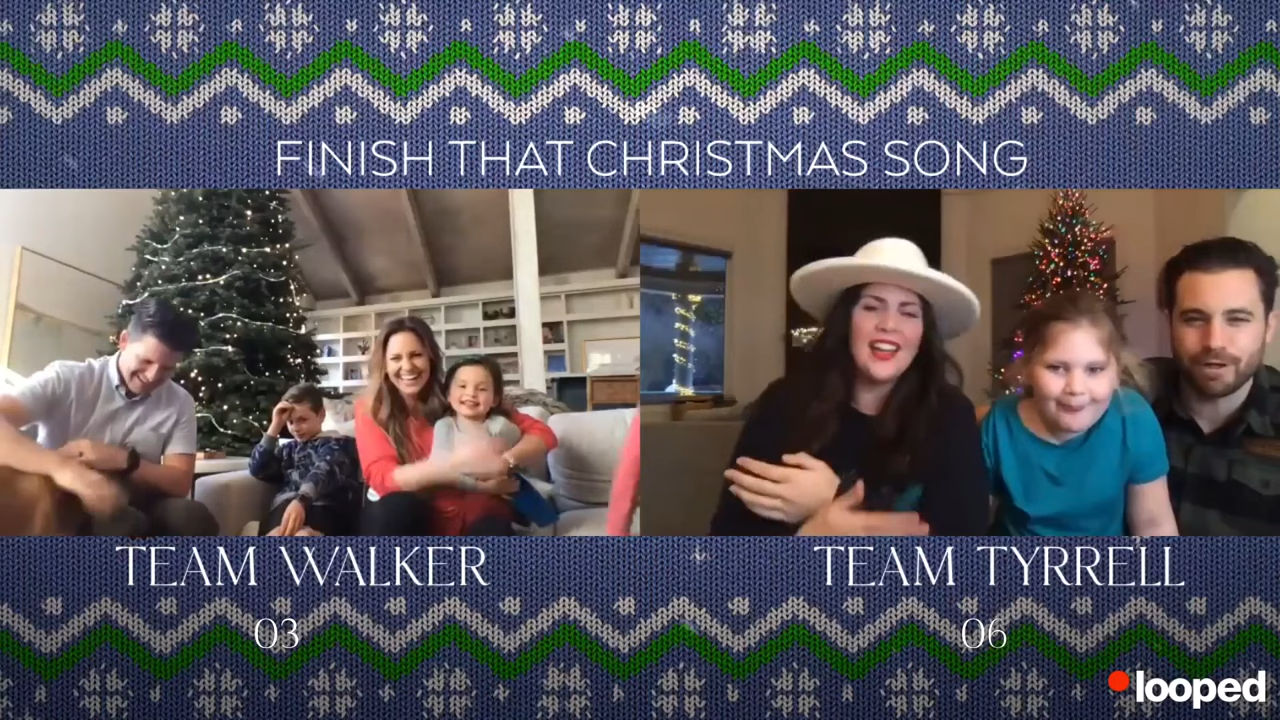 FINISH THAT CHRISTMAS SONG
TEAM WALKER
TEAM TYRRELL
03
06
looped